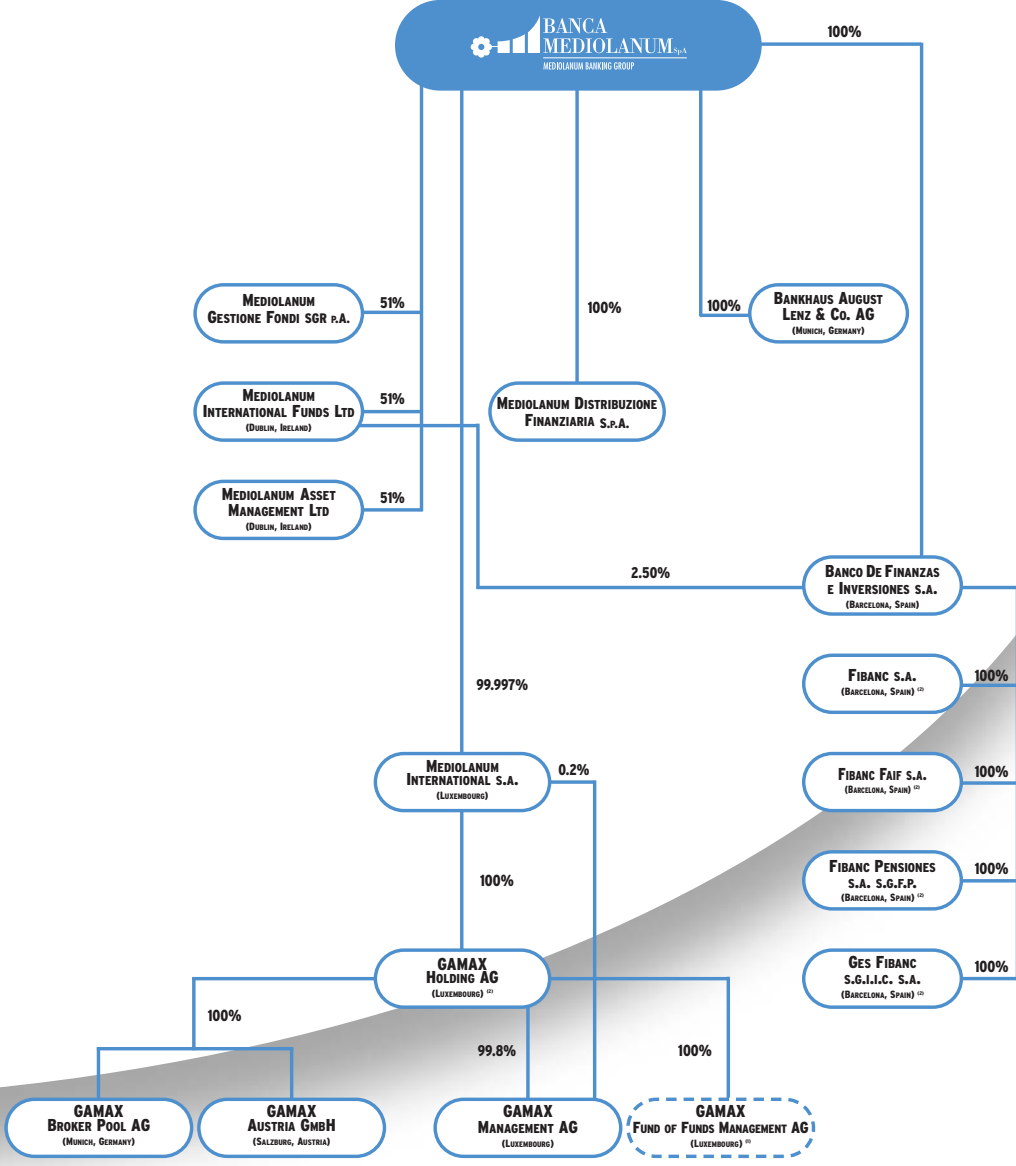 BANCA
MEDIOLANUM SpA
MEDIOLANUM BANKING GROUP
100%
MEDIOLANUM
GESTIONE FONDI SGR P.A.
51%
100%
100%
BANKHAUS AUGUST
LENZ & CO. AG
(MUNICH, GERMANY)
MEDIOLANUM
INTERNATIONAL FUNDS LTD
(DUBLIN, IRELAND)
51%
MEDIOLANUM DISTRIBUZIONE
FINANZIARIA S.P.A.
MEDIOLANUM ASSET
MANAGEMENT LTD
(DUBLIN, IRELAND)
51%
2.50%
BANCO DE FINANZAS
E INVERSIONES S.A.
(BARCELONA, SPAIN)
99.997%
FIBANC S.A.
(BARCELONA, SPAIN) (2)
100%
MEDIOLANUM
INTERNATIONAL S.A.
(LUXEMBOURG)
0.2%
FIBANC FAIF S.A.
(BARCELONA, SPAIN) (2)
100%
100%
FIBANC PENSIONES
S.A. S.G.F.P.
(BARCELONA, SPAIN) (2)
100%
GAMAX
HOLDING AG
(LUXEMBOURG) (2)
GES FIBANC
S.G.I.I.C. S.A.
(BARCELONA, SPAIN) (2)
100%
100%
99.8%
100%
GAMAX
BROKER POOL AG
(MUNICH, GERMANY)
GAMAX
AUSTRIA GMBH
(SALZBURG, AUSTRIA)
GAMAX
MANAGEMENT AG
(LUXEMBOURG)
GAMAX
FUND OF FUNDS MANAGEMENT AG
(LUXEMBOURG) (1)